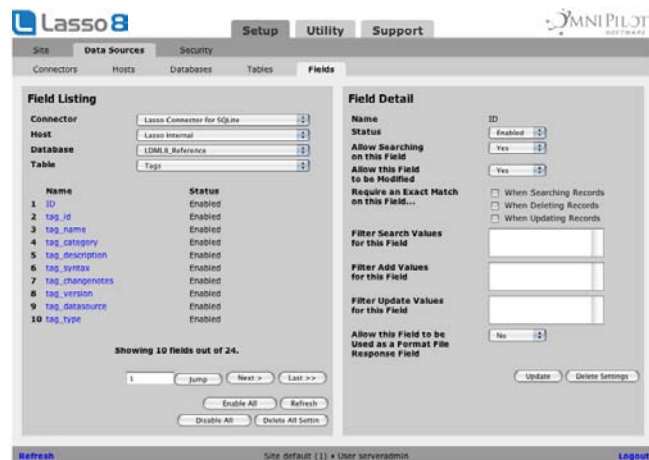 Lasso 8
Setup Utility Support
OMNIPILOT
SOFTWARE
Site Data Sources Security
Connectors Hosts Databases Tables Fields
Field Listing
Connector Lasso Connector for SQLite
Host Lasso Internal
Database LDML8_Reference
Table Tags
Name Status
1 ID Enabled
2 tag_id Enabled
3 tag_name Enabled
4 tag_category Enabled
5 tag_description Enabled
6 tag_syntax Enabled
7 tag_changenotes Enabled
8 tag_version Enabled
9 tag_datasource Enabled
10 tag_type Enabled
Showing 10 fields out of 24.
1 Jump Next > Last >>
Enable All Refresh
Disable All Delete All Settin
Field Detail
Name ID
Status Enabled
Allow Searching
on this Field Yes
Allow this Field
to be Modified Yes
Require an Exact Match
on this Field...
When Searching Records
When Deleting Records
When Updating Records
Filter Search Values
for this Field
Filter Add Values
for this Field
Filter Update Values
for this Field
Allow this Field to be
Used as a Format File
Response Field No
Update Delete Settings
Refresh Site default (1) • User serveradmin Logout